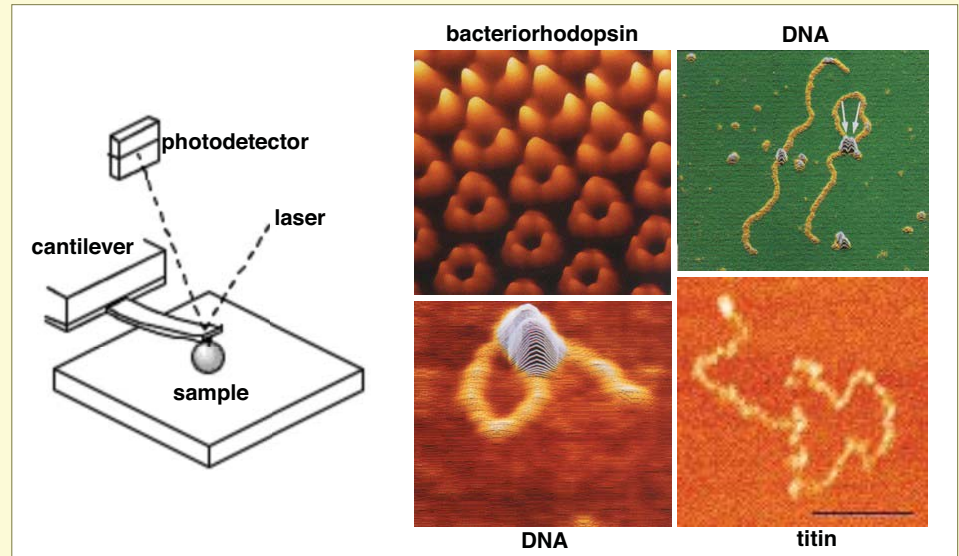 bacteriorhodopsin
DNA
photodetector
laser
cantilever
sample
DNA
titin